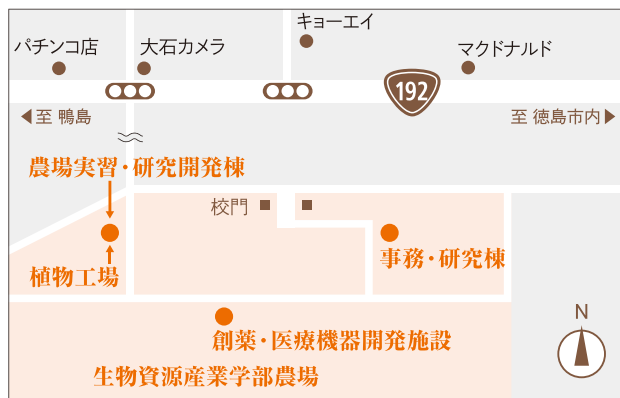 キョーエイ
パチンコ店
大石カメラ
マクドナルド
192
至 鴨島
至 徳島市内
農場実習・研究開発棟
校門
事務・研究棟
植物工場
N
創薬・医療機器開発施設
生物資源産業学部農場